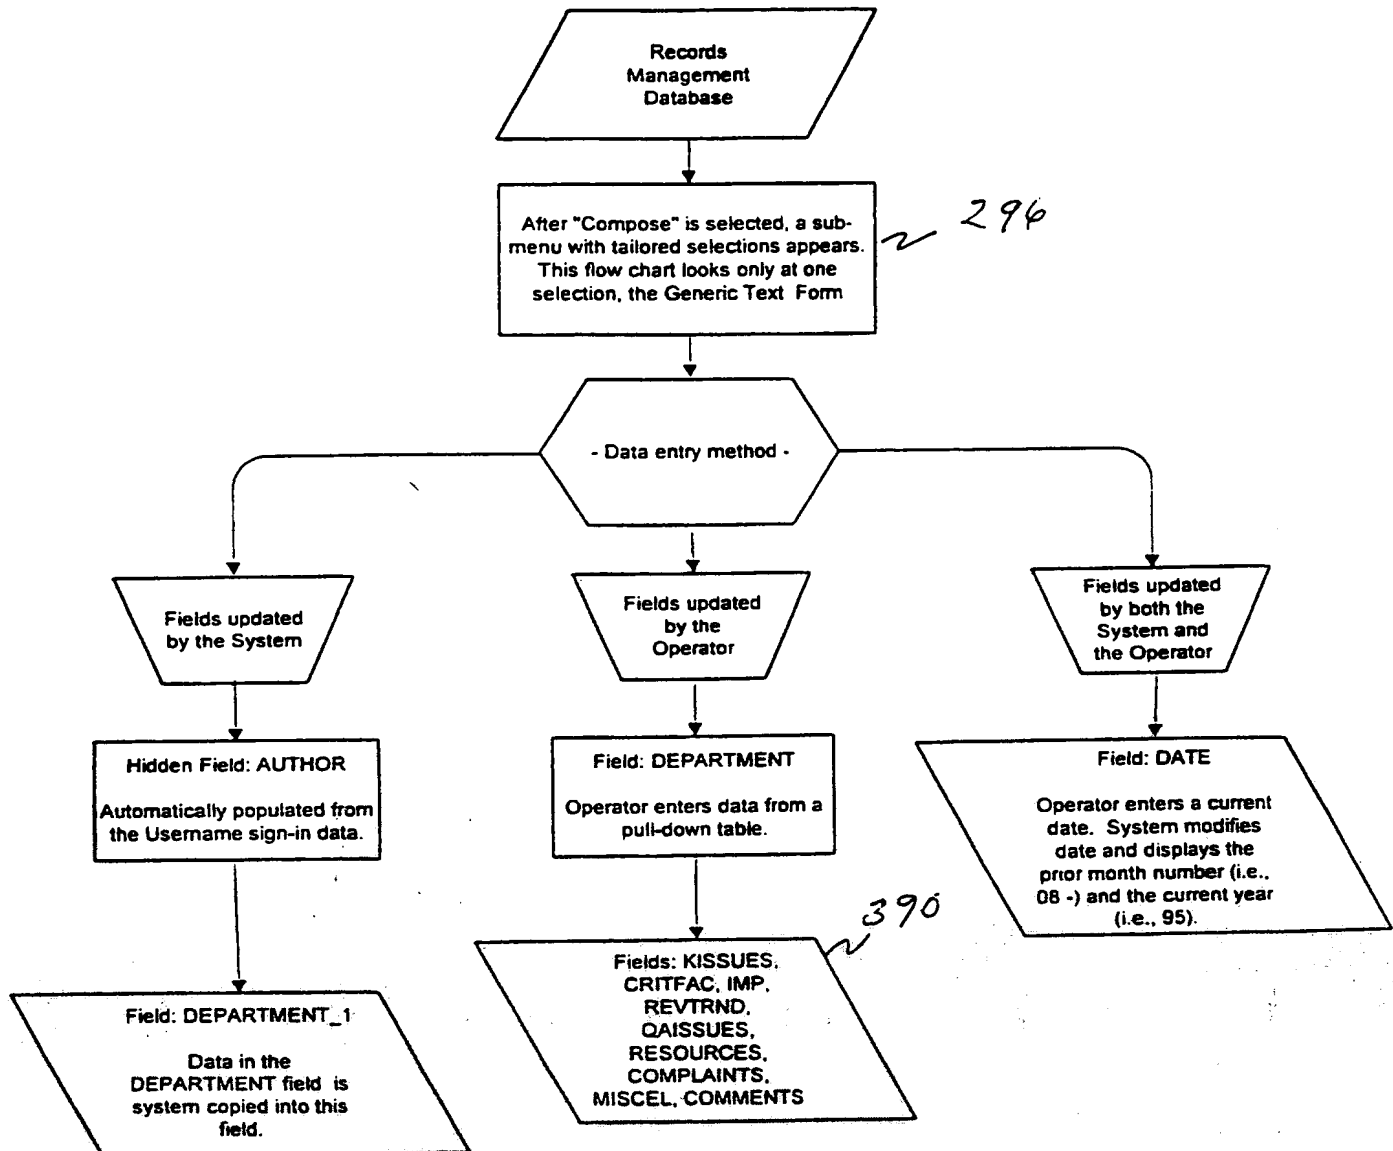 Records
Management
Database
After "Compose" is selected, a sub-
menu with tailored selections appears.
This flow chart looks only at one
selection, the Generic Text Form
296
- Data entry method -
Fields updated
by the System
Fields updated
by the
Operator
Fields updated
by both the
System and
the Operator
Hidden Field: AUTHOR
Automatically populated from
the Username sign-in data.
Field: DEPARTMENT
Operator enters data from a
pull-down table.
Field: DATE
Operator enters a current
date. System modifies
date and displays the
prior month number (i.e.,
08 -) and the current year
(i.e., 95).
390
Field: DEPARTMENT_1
Data in the
DEPARTMENT field is
system copied into this
field.
Fields: KISSUES,
CRITFAC, IMP,
REVTRND,
QAISSUES,
RESOURCES,
COMPLAINTS,
MISCEL, COMMENTS